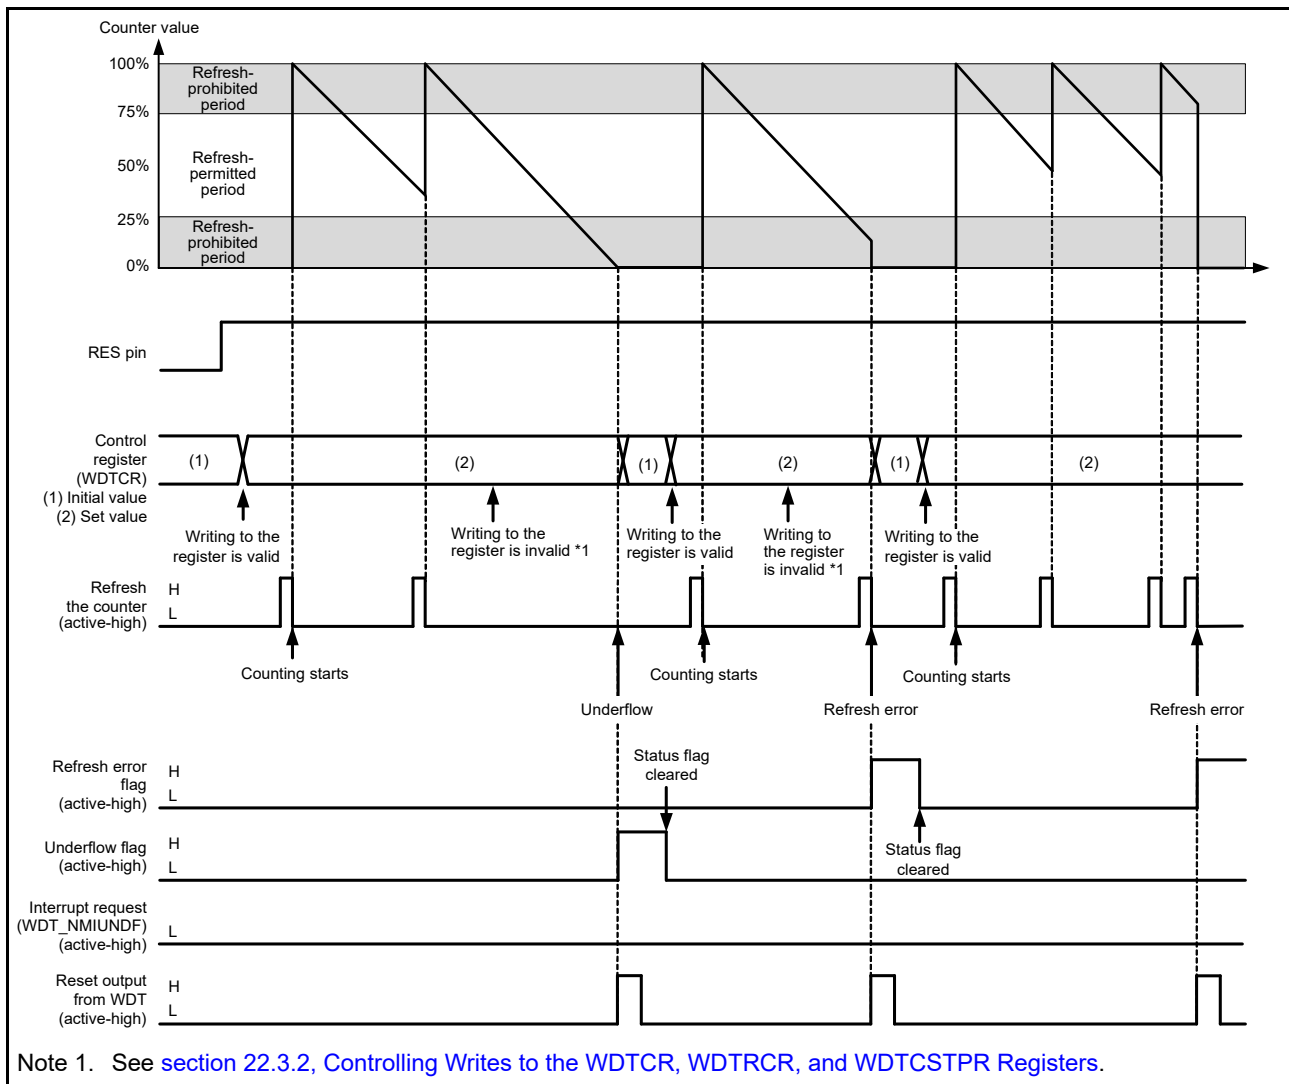 Counter value
100%
Refresh-
prohibited
period
75%
50%
Refresh-
permitted
period
25%
Refresh-
prohibited
period
0%
RES pin
Control
register
(WDTCR)
(1) Initial value
(2) Set value
(1)
(2)
(1)
(2)
(1)
(2)
Writing to the
register is valid
Writing to the
register is invalid *1
Writing to the
register is valid
Writing to
the register
is invalid *1
Writing to the
register is valid
Refresh
the counter
(active-high)
H
L
Counting starts
Counting starts
Counting starts
Underflow
Refresh error
Refresh error
Refresh error
flag
(active-high)
H
L
Status flag
cleared
Underflow flag
(active-high)
H
L
Status flag
cleared
Interrupt request
(WDT_NMIUNDF)
(active-high)
L
Reset output
from WDT
(active-high)
H
L
Note 1. See section 22.3.2, Controlling Writes to the WDTCR, WDTRCR, and WDTCSTPR Registers.